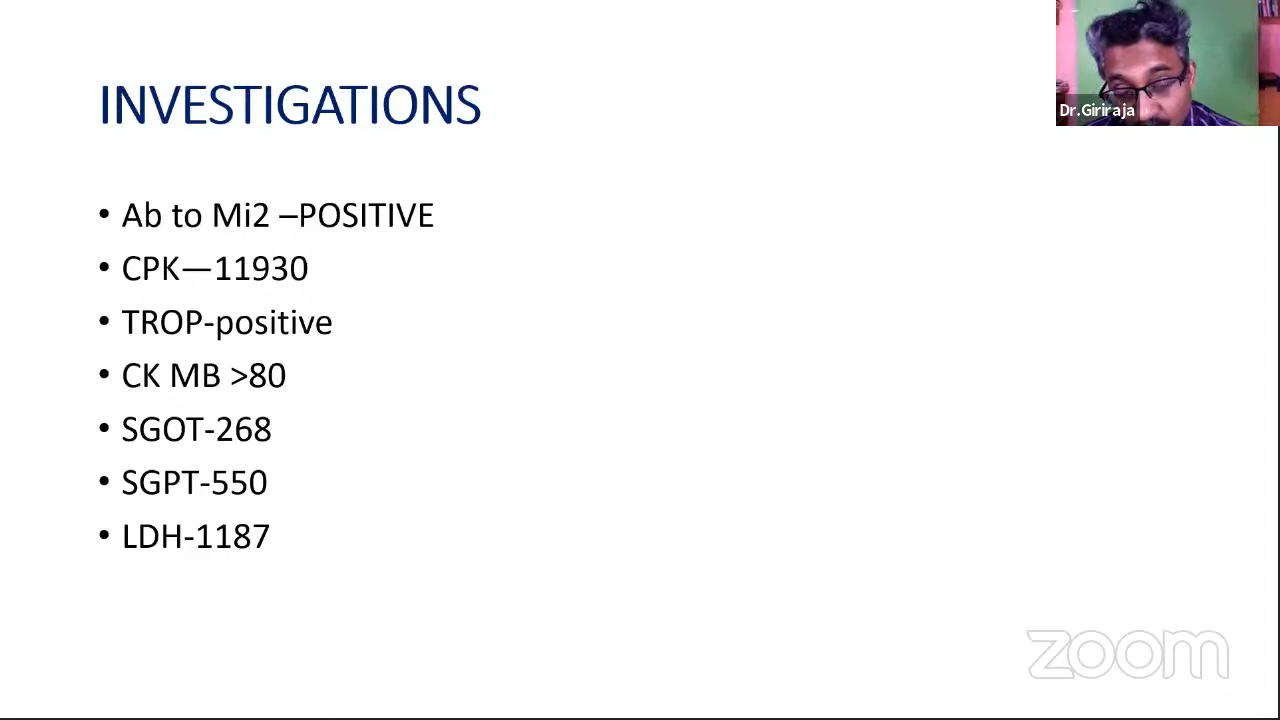 Dr.Giriraja
INVESTIGATIONS
• Ab to Mi2 –POSITIVE
• CPK—11930
• TROP-positive
• CK MB >80
• SGOT-268
• SGPT-550
• LDH-1187
zoom